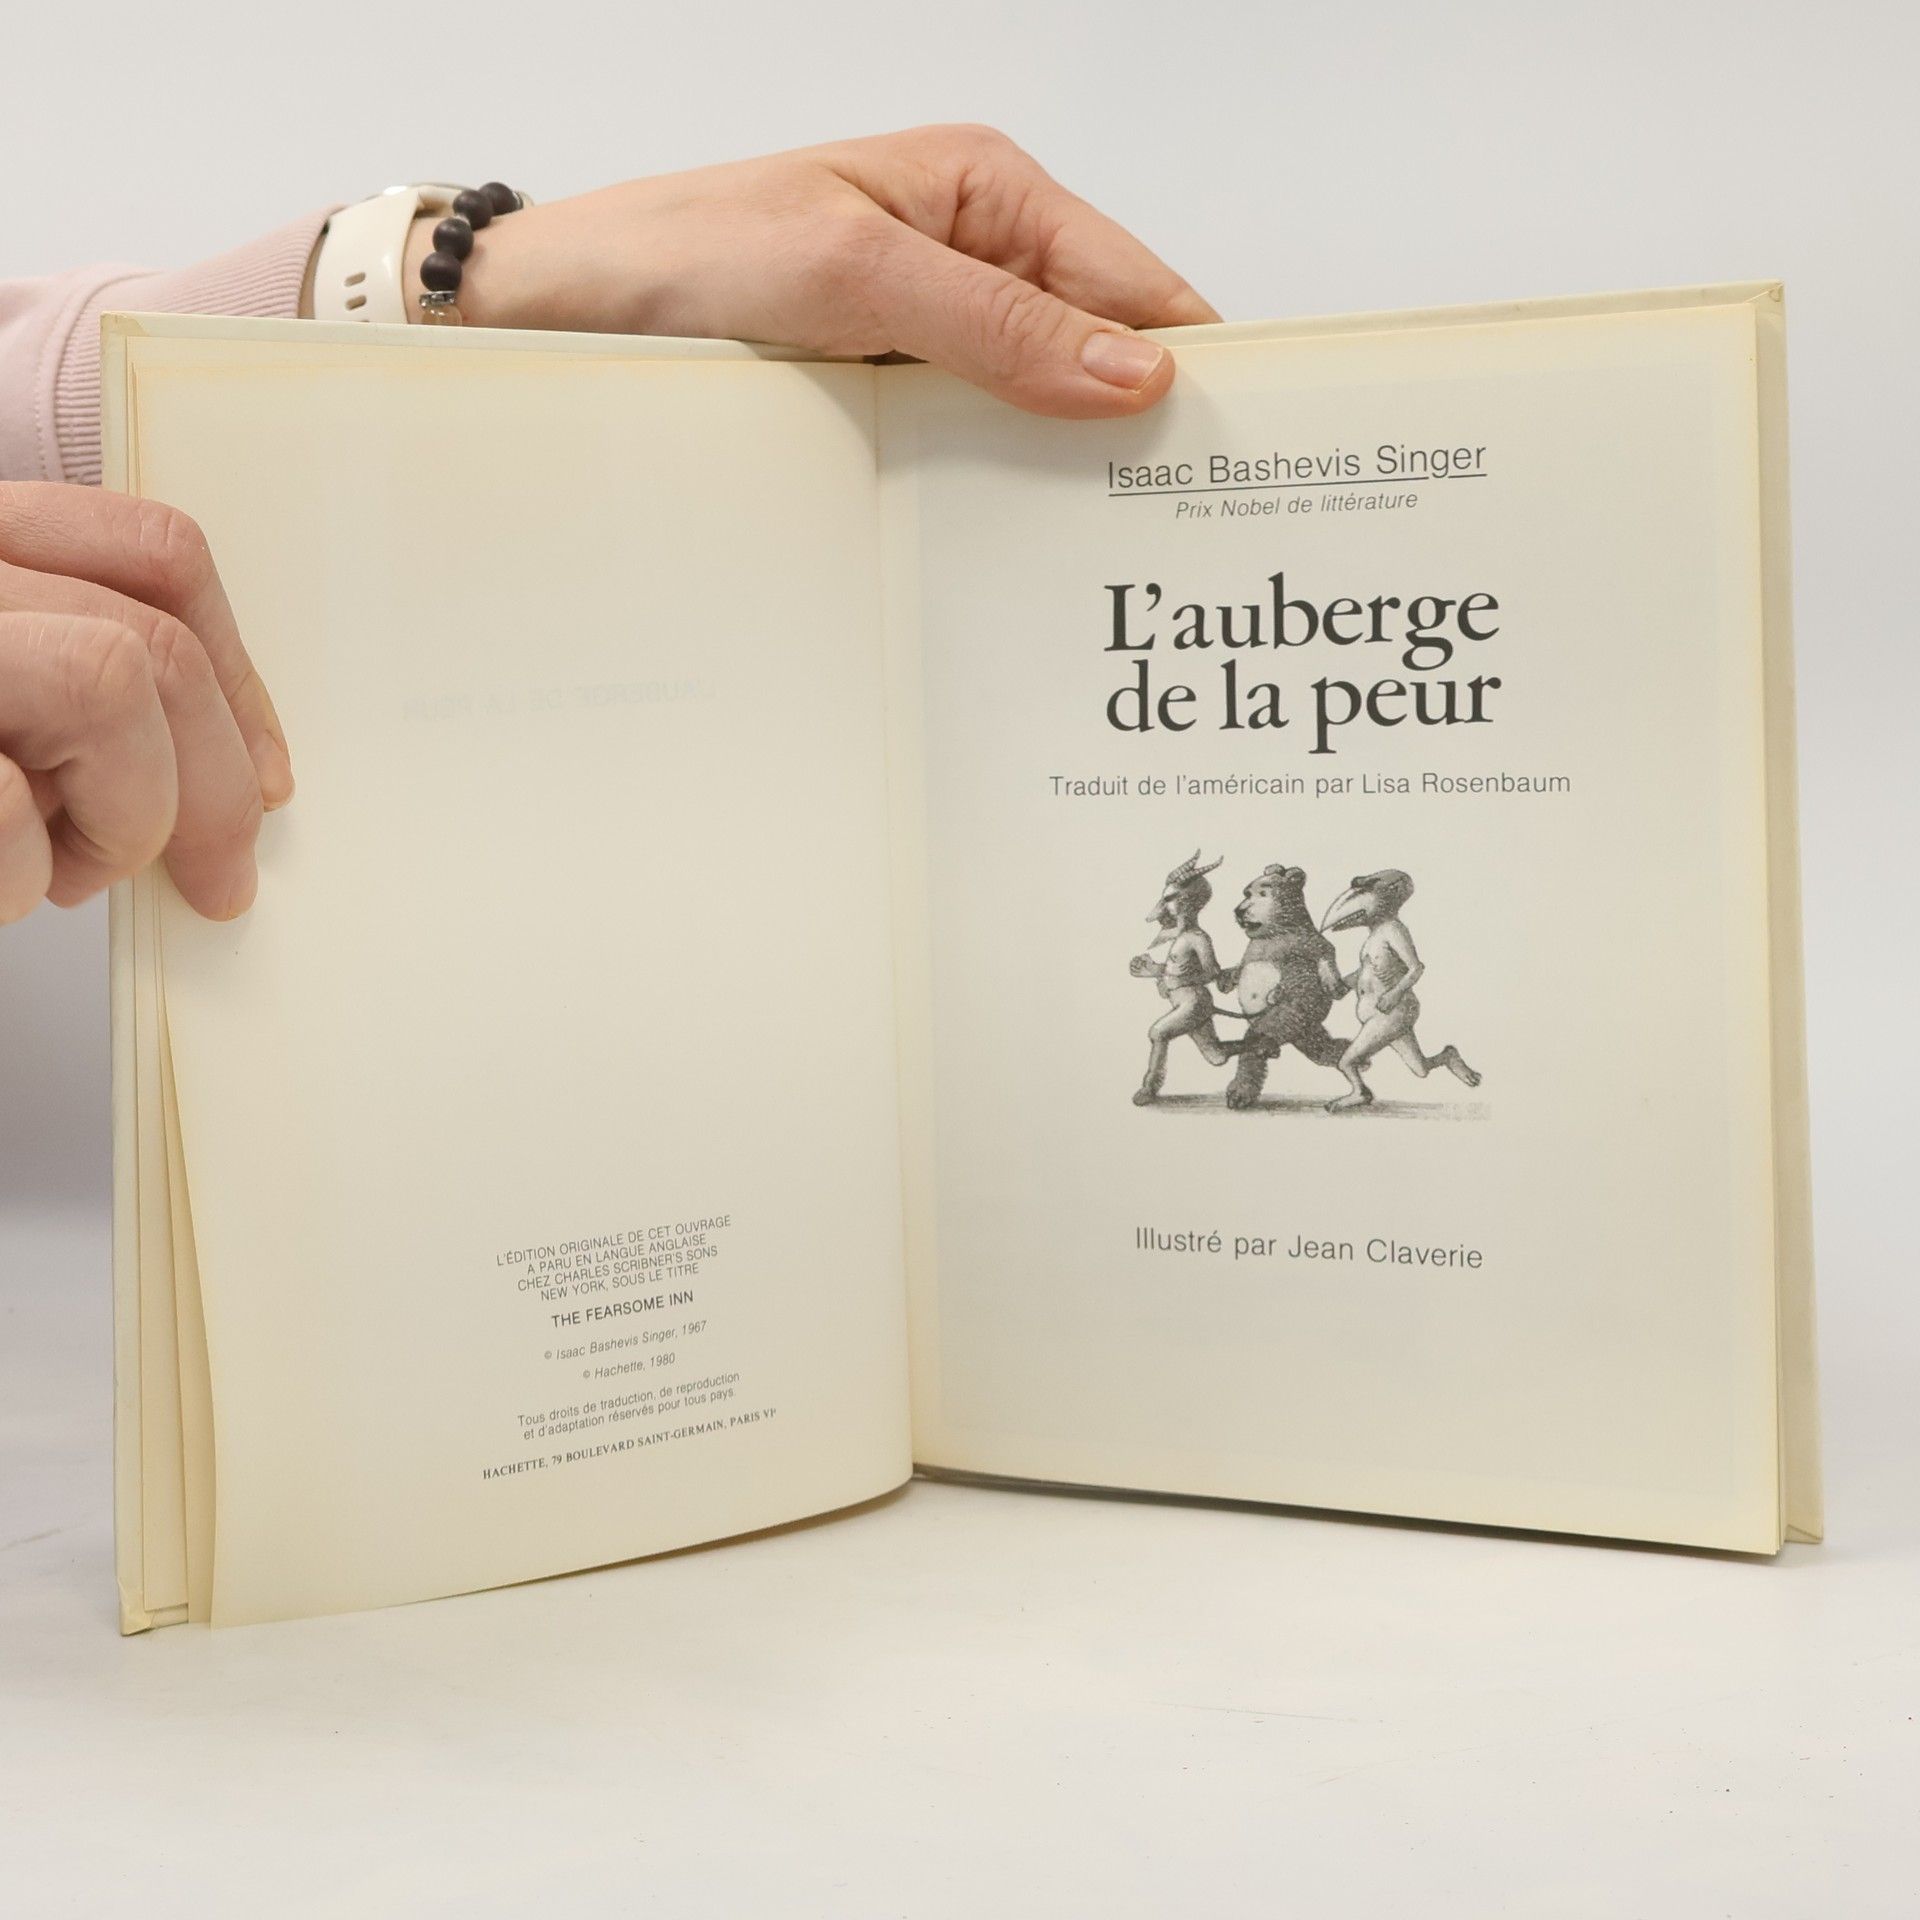 L'ÉDITION ORIGINALE DE CET OUVRAGE
A PARU EN LANGUE ANGLAISE
CHEZ CHARLES SCRIBNER'S SONS
NEW YORK, SOUS LE TITRE
THE FEARSOME INN
© Isaac Bashevis Singer, 1967
© Hachette, 1980
Tous droits de traduction, de reproduction
et d'adaptation réservés pour tous pays.
HACHETTE, 79 BOULEVARD SAINT-GERMAIN, PARIS VIᵉ
Isaac Bashevis Singer
Prix Nobel de littérature
L'auberge
de la peur
Traduit de l'américain par Lisa Rosenbaum
Illustré par Jean Claverie